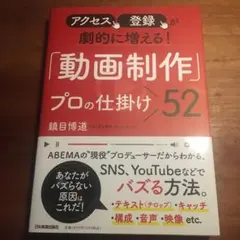 アクセス、登録が
劇的に増える!
「動画制作」
プロの仕掛け52
鎮目博道
ABEMAの“現役”プロデューサーだからわかる、
SNS、YouTubeなどで
バズる方法。
あなたが
バズらない
原因は
これだ!
・テキスト(テロップ)・キャッチ
・構成・音声・映像 etc.
日本実業出版社